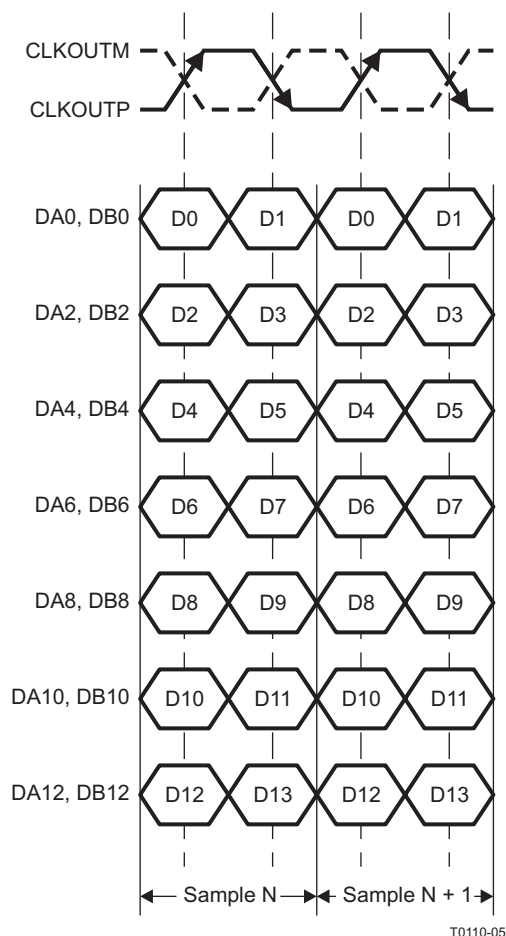 CLKOUTM
CLKOUTP
DA0, DB0 D0 D1 D0 D1
DA2, DB2 D2 D3 D2 D3
DA4, DB4 D4 D5 D4 D5
DA6, DB6 D6 D7 D6 D7
DA8, DB8 D8 D9 D8 D9
DA10, DB10 D10 D11 D10 D11
DA12, DB12 D12 D13 D12 D13
Sample N Sample N + 1
T0110-05